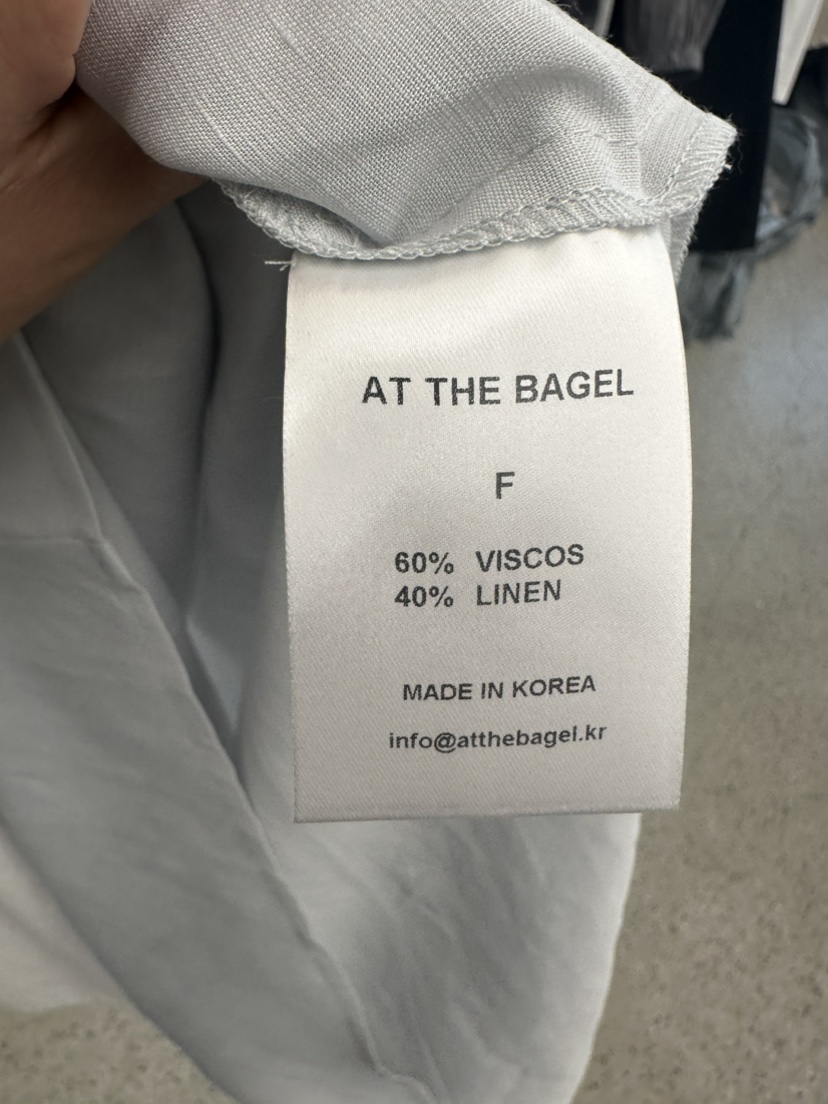 AT THE BAGEL
F
60% VISCOS
40% LINEN
MADE IN KOREA
info@atthebagel.kr